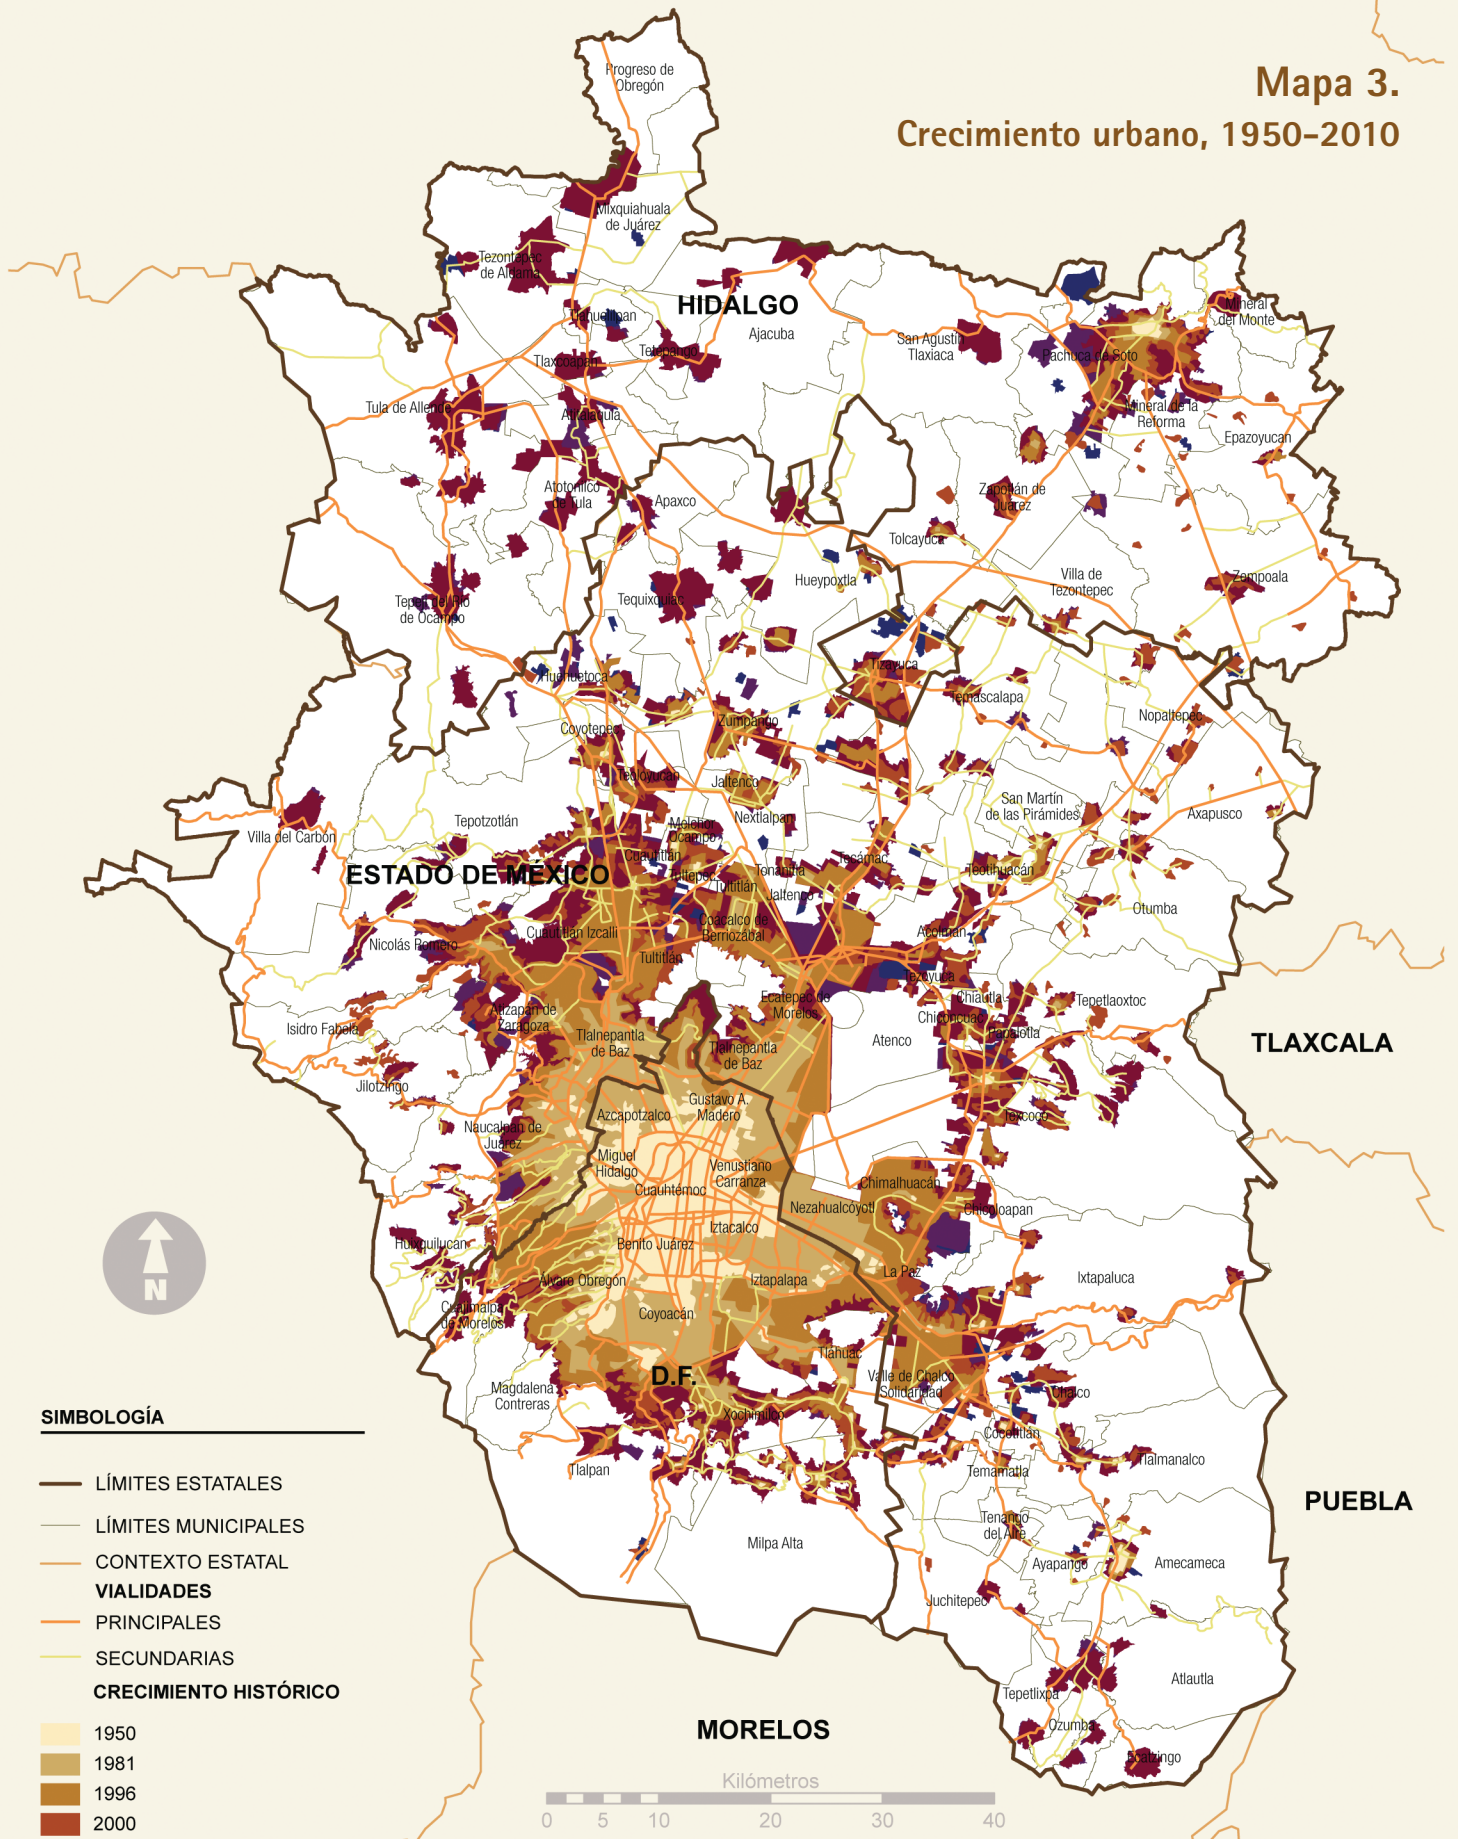 Mapa 3.
Crecimiento urbano, 1950-2010
Progreso de
Obregón
Mixquiahuala
de Juárez
Tezontepec
de Aldama
HIDALGO
Mineral
del Monte
Tlahuelilpan
Ajacuba
San Agustín
Tlaxiaca
Pachuca de Soto
Tlaxcoapan
Tetepango
Tula de Allende
Atitalaquia
Mineral de la
Reforma
Epazoyucan
Atotonilco
de Tula
Apaxco
Zapotlán de
Juárez
Tolcayuca
Hueypoxtla
Villa de
Tezontepec
Zempoala
Tepeji del Río
de Ocampo
Tequixquiac
Tizayuca
Huehuetoca
Temascalapa
Nopaltepec
Coyotepec
Zumpango
Teoloyucan
Jaltenco
San Martín
de las Pirámides
Axapusco
Villa del Carbón
Tepotzotlán
Melchor
Ocampo
Nextlalpan
Cuautitlán
Tecámac
ESTADO DE MÉXICO
Tultepec
Tonanitla
Teotihuacán
Tultitlán
Jaltenco
Otumba
Coacalco de
Berriozábal
Nicolás Romero
Cuautitlán Izcalli
Acolman
Tultitlán
Tezoyuca
Ecatepec de
Morelos
Chiautla
Tepetlaoxtoc
Atizapán de
Zaragoza
Chiconcuac
Isidro Fabela
Papalotla
Tlalnepantla
de Baz
Atenco
TLAXCALA
Tlalnepantla
de Baz
Jilotzingo
Gustavo A.
Madero
Azcapotzalco
Texcoco
Naucalpan de
Juárez
Miguel
Hidalgo
Venustiano
Carranza
Cuauhtémoc
Chimalhuacán
Nezahualcóyotl
Chicoloapan
Iztacalco
Huixquilucan
Benito Juárez
La Paz
Ixtapaluca
Álvaro Obregón
Iztapalapa
Cuajimalpa
de Morelos
Coyoacán
Tláhuac
D.F.
Valle de Chalco
Solidaridad
Chalco
Magdalena
Contreras
Xochimilco
Cocotitlán
Tlalmanalco
Tlalpan
Temamatla
PUEBLA
Tenango
del Aire
Milpa Alta
Ayapango
Amecameca
Juchitepec
Atlautla
Tepetlixpa
Ozumba
Ecatzingo
MORELOS
N
SIMBOLOGÍA
LÍMITES ESTATALES
LÍMITES MUNICIPALES
CONTEXTO ESTATAL
VIALIDADES
PRINCIPALES
SECUNDARIAS
CRECIMIENTO HISTÓRICO
1950
1981
1996
2000
Kilómetros
0 5 10 20 30 40